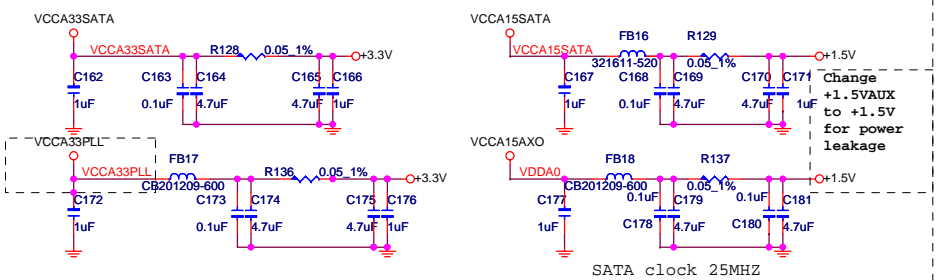 VCCA33SATA
VCCA33SATA
R128
0.05_1%
+3.3V
C162
C163
C164
C165
C166
1uF
0.1uF
4.7uF
4.7uF
1uF
VCCA15SATA
VCCA15SATA
FB16
321611-520
R129
0.05_1%
+1.5V
C167
C168
C169
C170
C171
1uF
0.1uF
4.7uF
4.7uF
1uF
Change
+1.5VAUX
to +1.5V
for power
leakage
VCCA33PLL
VCCA33PLL
FB17
CB201209-600
R136
0.05_1%
+3.3V
C172
C173
C174
C175
C176
1uF
0.1uF
4.7uF
4.7uF
1uF
VCCA15AXO
VDDA0
FB18
CB201209-600
R137
0.05_1%
+1.5V
C177
0.1uF
C179
0.1uF
C181
1uF
C178
4.7uF
C180
4.7uF
SATA clock 25MHZ